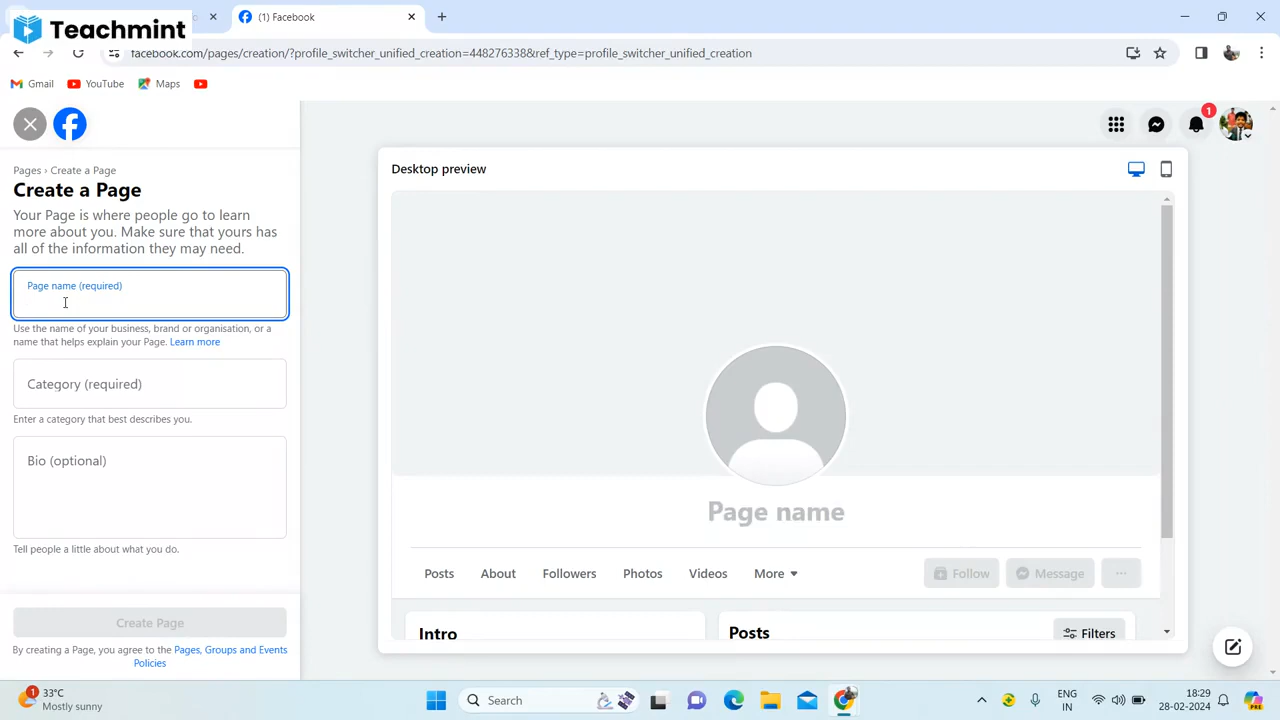 Teachmint
(1) Facebook
facebook.com/pages/creation/?profile_switcher_unified_creation=448276338&ref_type=profile_switcher_unified_creation
Gmail
YouTube
Maps
1
Pages › Create a Page
Create a Page
Your Page is where people go to learn
more about you. Make sure that yours has
all of the information they may need.
Page name (required)
Use the name of your business, brand or organisation, or a
name that helps explain your Page. Learn more
Category (required)
Enter a category that best describes you.
Bio (optional)
Tell people a little about what you do.
Create Page
By creating a Page, you agree to the Pages, Groups and Events
Policies
Desktop preview
Page name
Posts
About
Followers
Photos
Videos
More
Follow
Message
Intro
Posts
Filters
1
33°C
Mostly sunny
Search
ENG
IN
18:29
28-02-2024